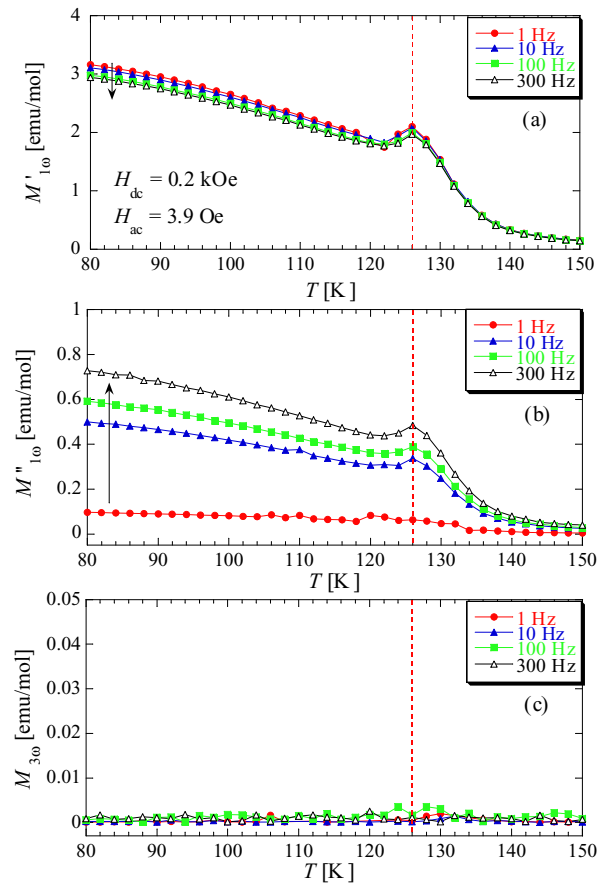 4
3
2
1
0
M'1ω [emu/mol]
1 Hz
10 Hz
100 Hz
300 Hz
(a)
Hdc = 0.2 kOe
Hac = 3.9 Oe
80 90 100 110 120 130 140 150
T [K]
1
0.8
0.6
0.4
0.2
0
M"1ω [emu/mol]
1 Hz
10 Hz
100 Hz
300 Hz
(b)
80 90 100 110 120 130 140 150
T [K]
0.05
0.04
0.03
0.02
0.01
0
M3ω [emu/mol]
1 Hz
10 Hz
100 Hz
300 Hz
(c)
80 90 100 110 120 130 140 150
T [K]